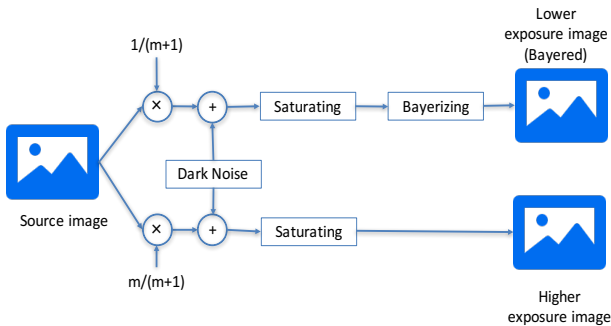 Lower
exposure image
(Bayered)
1/(m+1)
×
+
Saturating
Bayerizing
Dark Noise
Source image
×
+
Saturating
m/(m+1)
Higher
exposure image